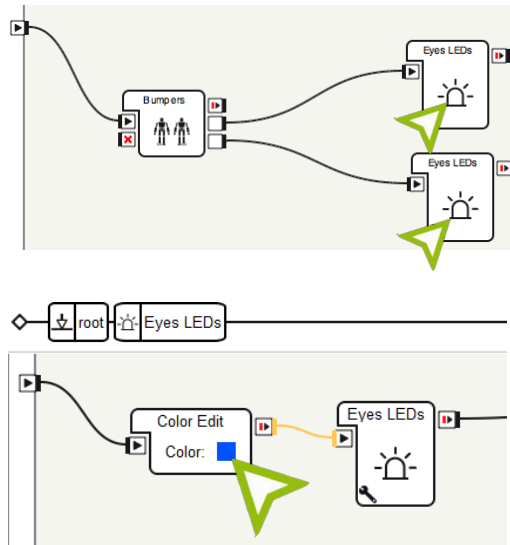 Eyes LEDs
Bumpers
Eyes LEDs
root
Eyes LEDs
Color Edit
Color:
Eyes LEDs